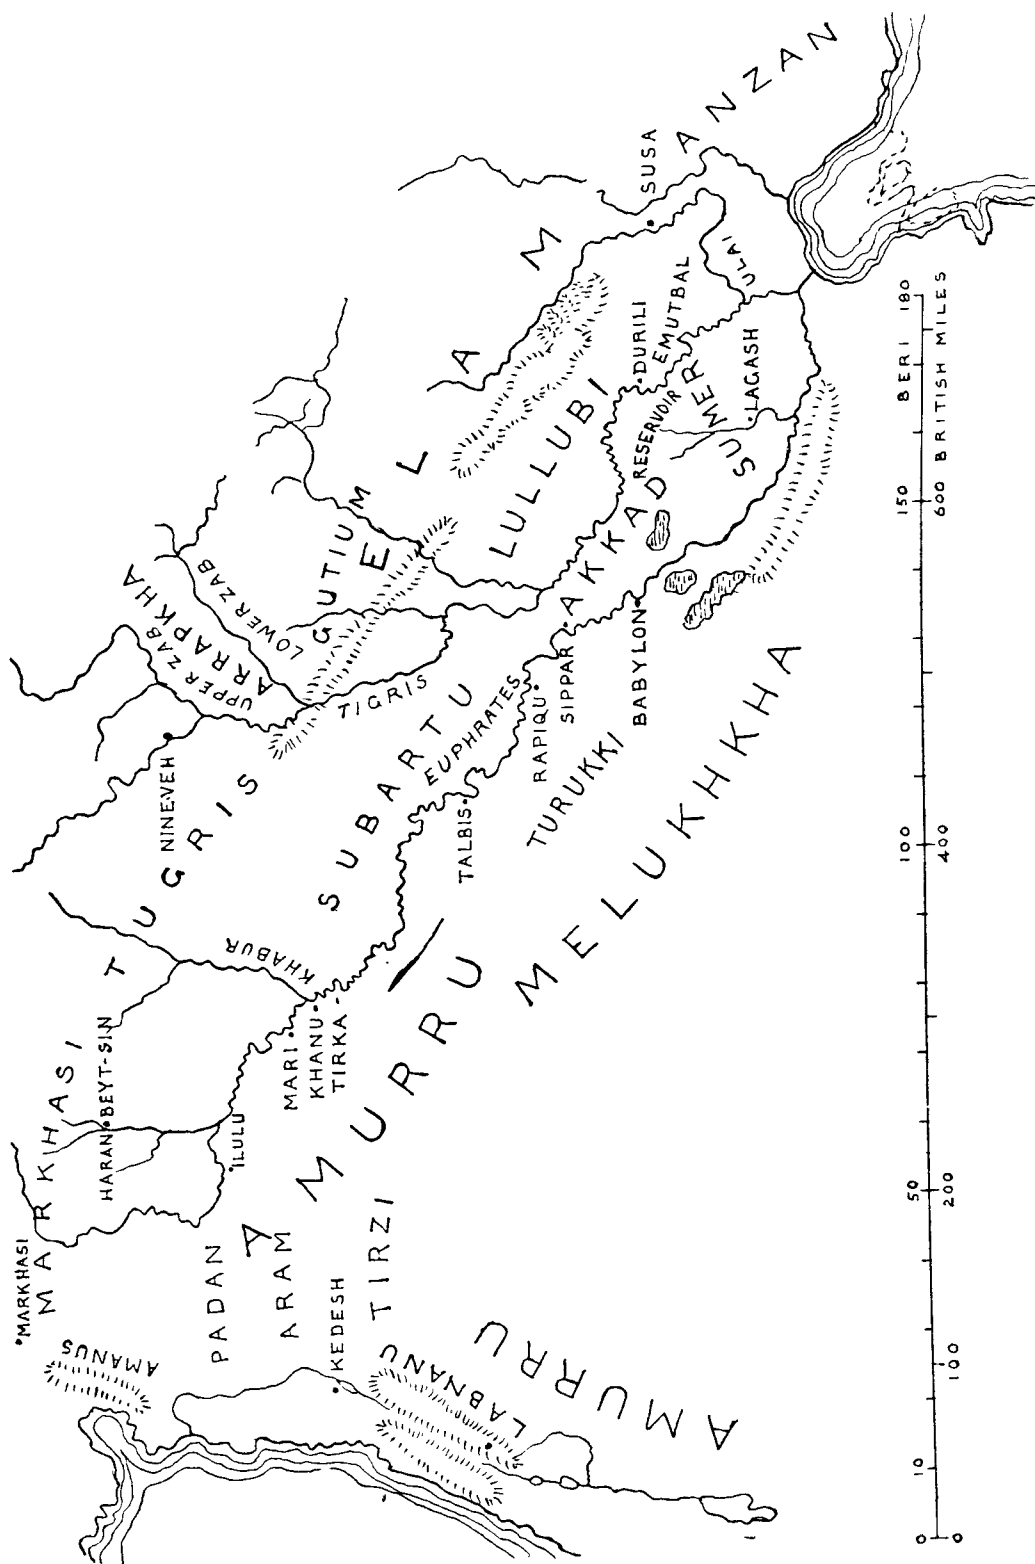 MARKHASI
MARKHASI
AMANUS
PADAN
ARAM
KEDESH
TIRZI
LABNANU
AMURRU
AMURRU
HARAN
BEYT-SIN
ILULU
MARI
KHANU
TIRKA
KHABUR
TUGRIS
NINEVEH
UPPER ZAB
ARRAPKHA
LOWER ZAB
GUTIUM
TIGRIS
SUBARTU
EUPHRATES
TALBIS
RAPIQU
SIPPAR
BABYLON
TURUKKI
MELUKHKHA
AKKAD
LULLUBI
ELAM
RESERVOIR
DURILI
EMUTBAL
SUMER
LAGASH
ULAI
SUSA
ANZAN
0 10 50 100 150 180 BERI
0 100 200 400 600 BRITISH MILES